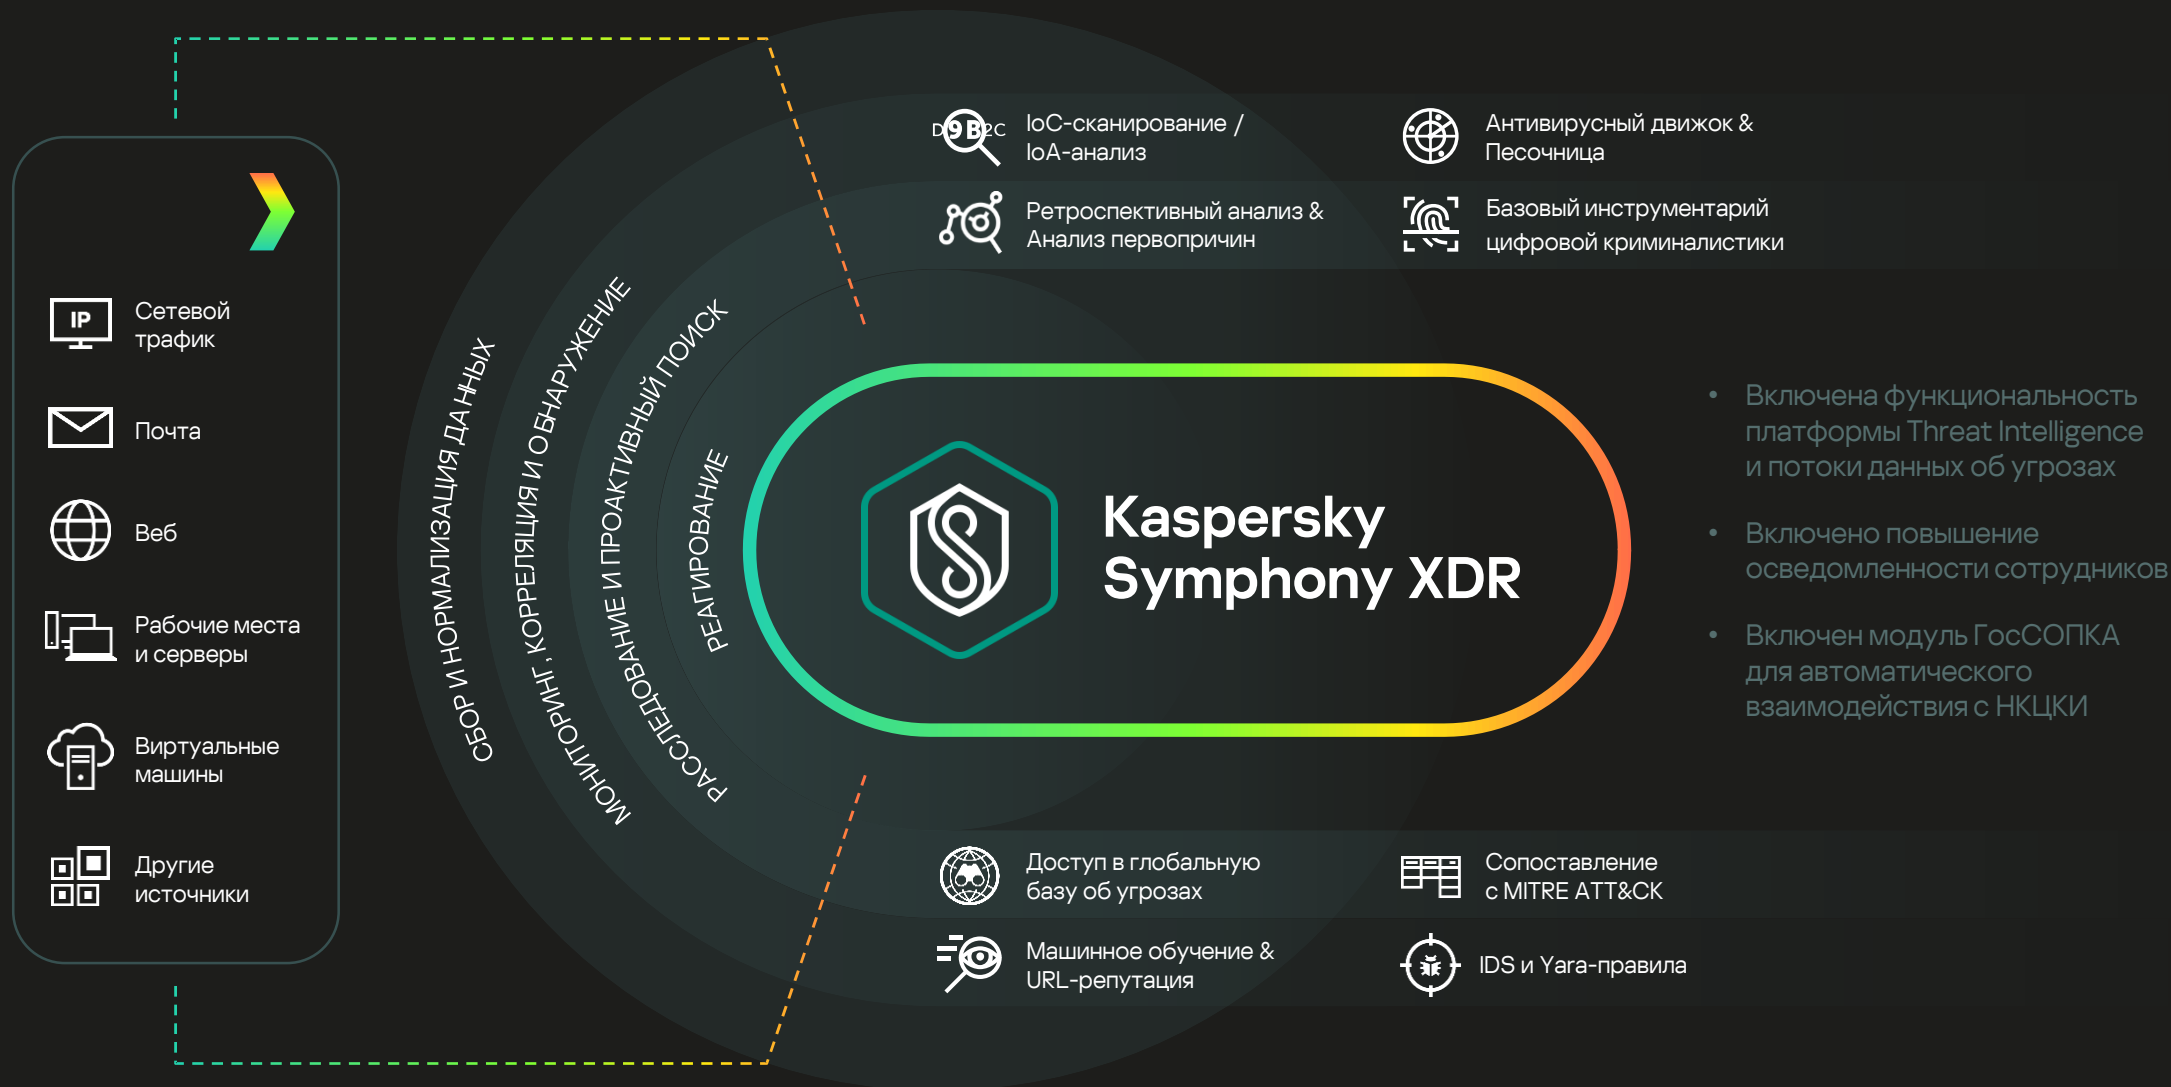 IP
Сетевой
трафик
Почта
Веб
Рабочие места
и серверы
Виртуальные
машины
Другие
источники
СБОР И НОРМАЛИЗАЦИЯ ДАННЫХ
МОНИТОРИНГ, КОРРЕЛЯЦИЯ И ОБНАРУЖЕНИЕ
РАССЛЕДОВАНИЕ И ПРОАКТИВНЫЙ ПОИСК
РЕАГИРОВАНИЕ
D9B2C
IoC-сканирование /
IoA-анализ
Антивирусный движок &
Песочница
Ретроспективный анализ &
Анализ первопричин
Базовый инструментарий
цифровой криминалистики
Kaspersky
Symphony XDR
• Включена функциональность
платформы Threat Intelligence
и потоки данных об угрозах
• Включено повышение
осведомленности сотрудников
• Включен модуль ГосСОПКА
для автоматического
взаимодействия с НКЦКИ
Доступ в глобальную
базу об угрозах
Сопоставление
с MITRE ATT&CK
Машинное обучение &
URL-репутация
IDS и Yara-правила